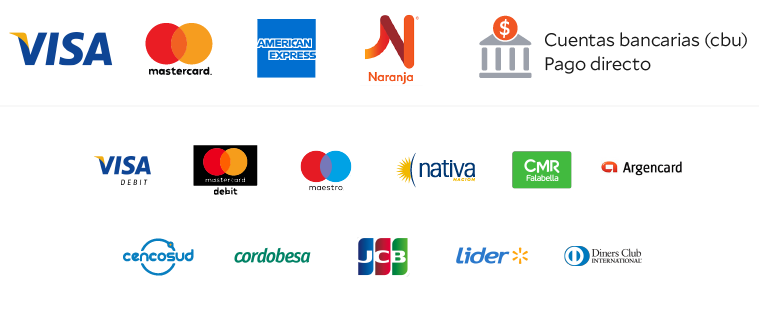 VISA
mastercard.
AMERICAN
EXPRESS
Naranja
$
Cuentas bancarias (cbu)
Pago directo
VISA
DEBIT
mastercard
debit
maestro
nativa
NACIÓN
CMR
Falabella
Argencard
cencosud
cordobesa
JCB
lider
Diners Club
INTERNATIONAL